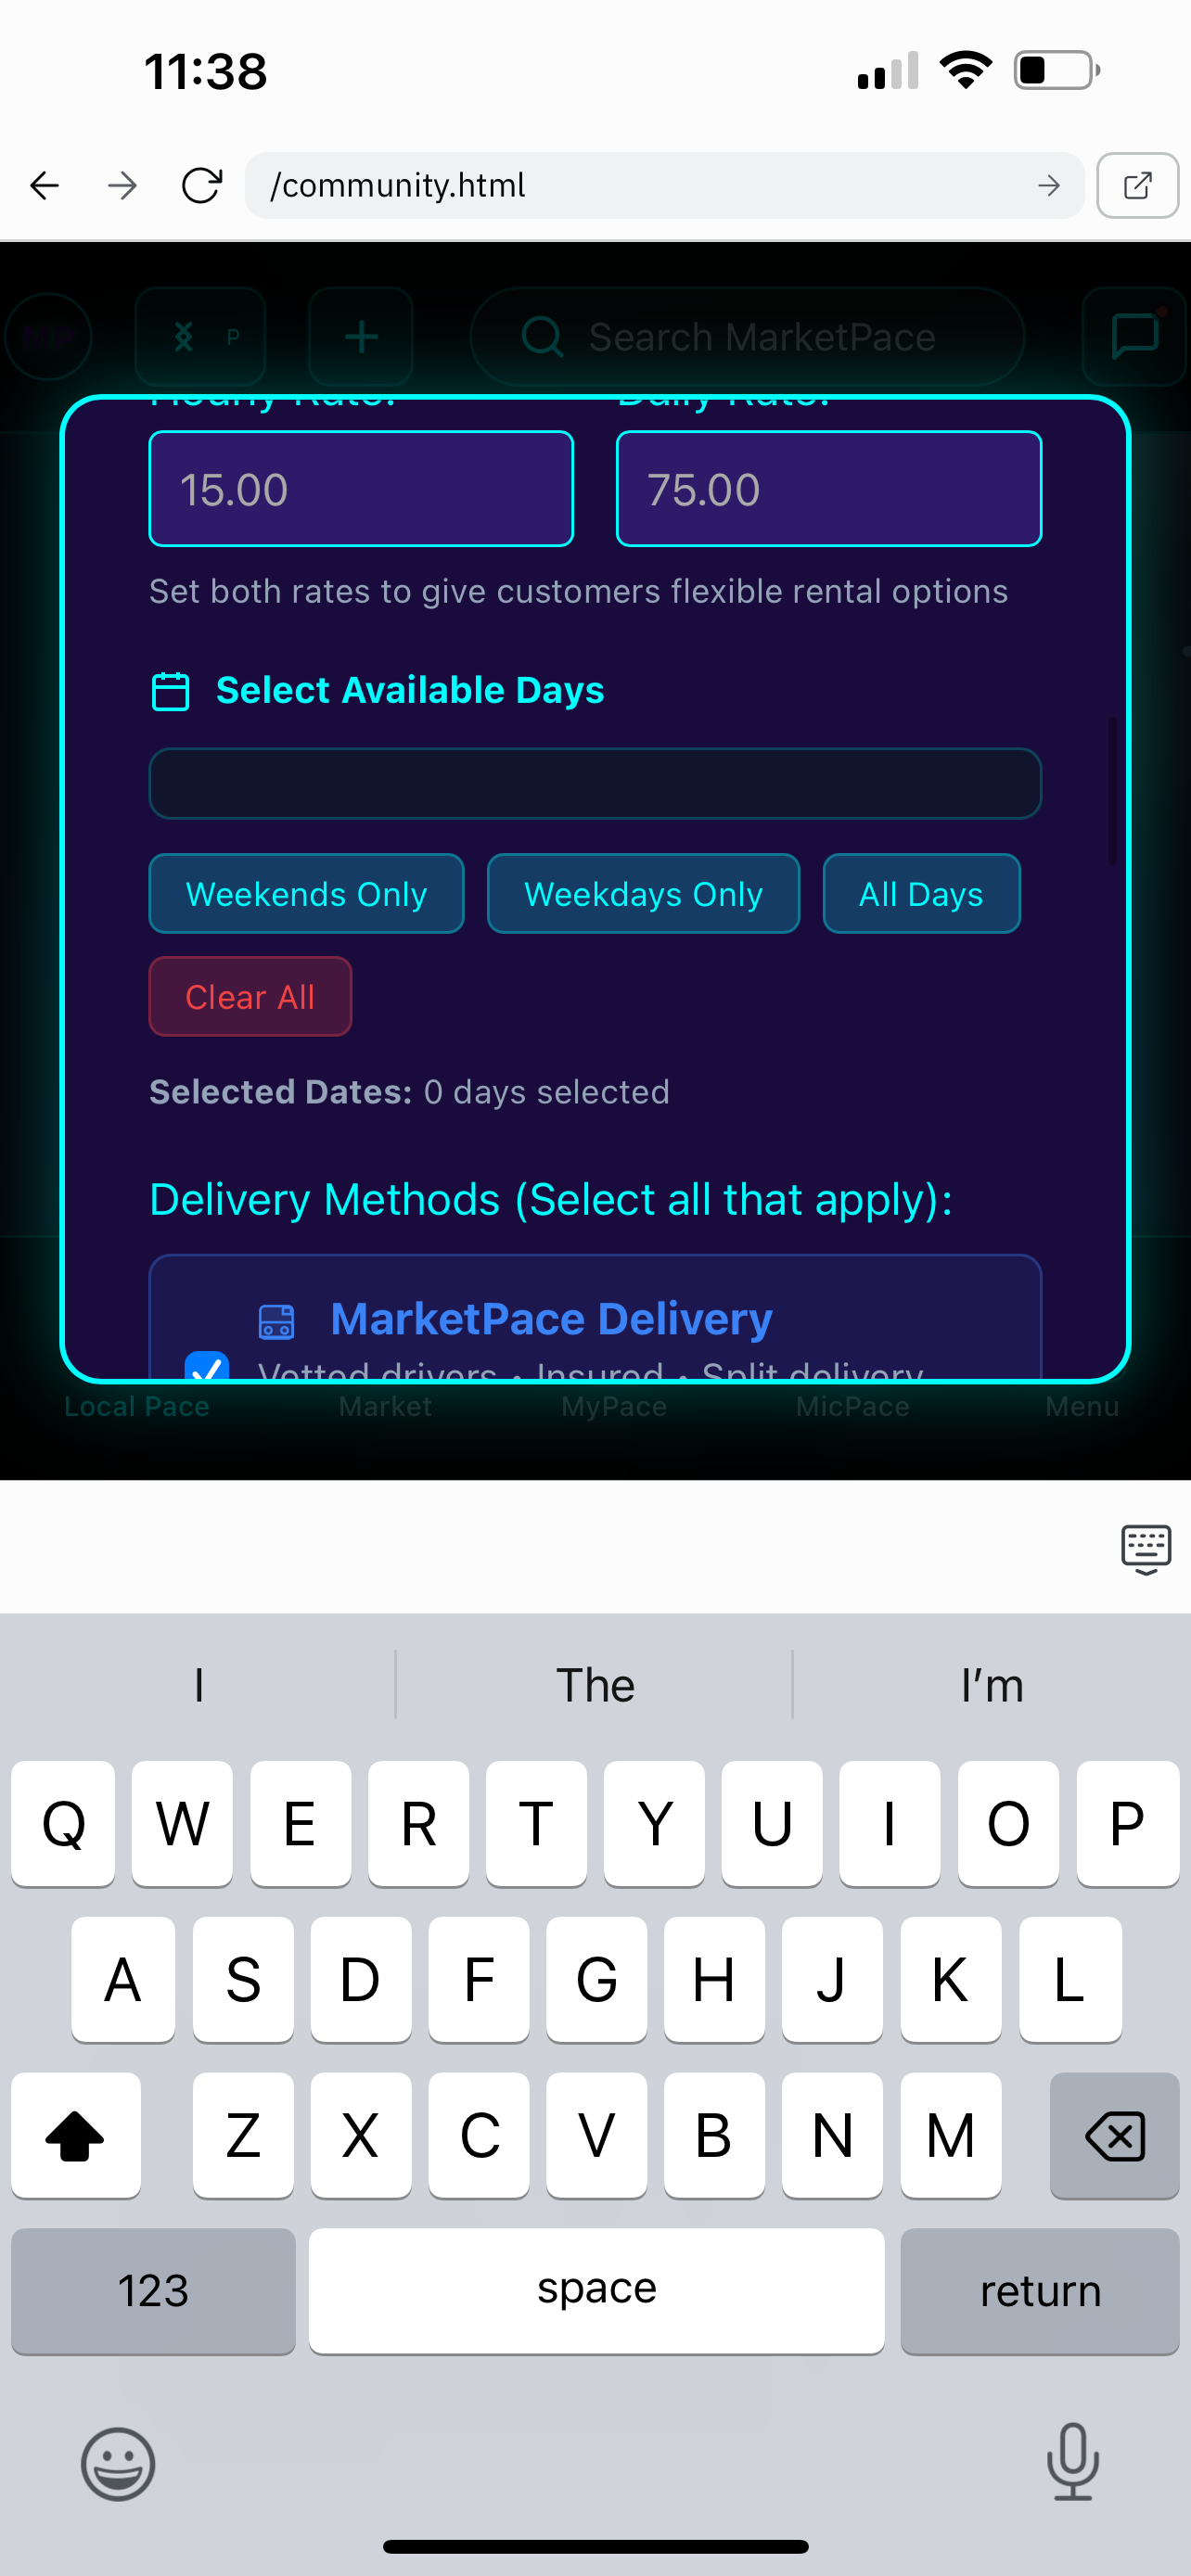 11:38
/community.html
P
Search MarketPace
Hourly Rate:
Daily Rate:
15.00
75.00
Set both rates to give customers flexible rental options
Select Available Days
Weekends Only
Weekdays Only
All Days
Clear All
Selected Dates: 0 days selected
Delivery Methods (Select all that apply):
MarketPace Delivery
Vetted drivers • Insured • Split delivery
Local Pace
Market
MyPace
MicPace
Menu
I
The
I’m
Q W E R T Y U I O P
A S D F G H J K L
Z X C V B N M
123
space
return